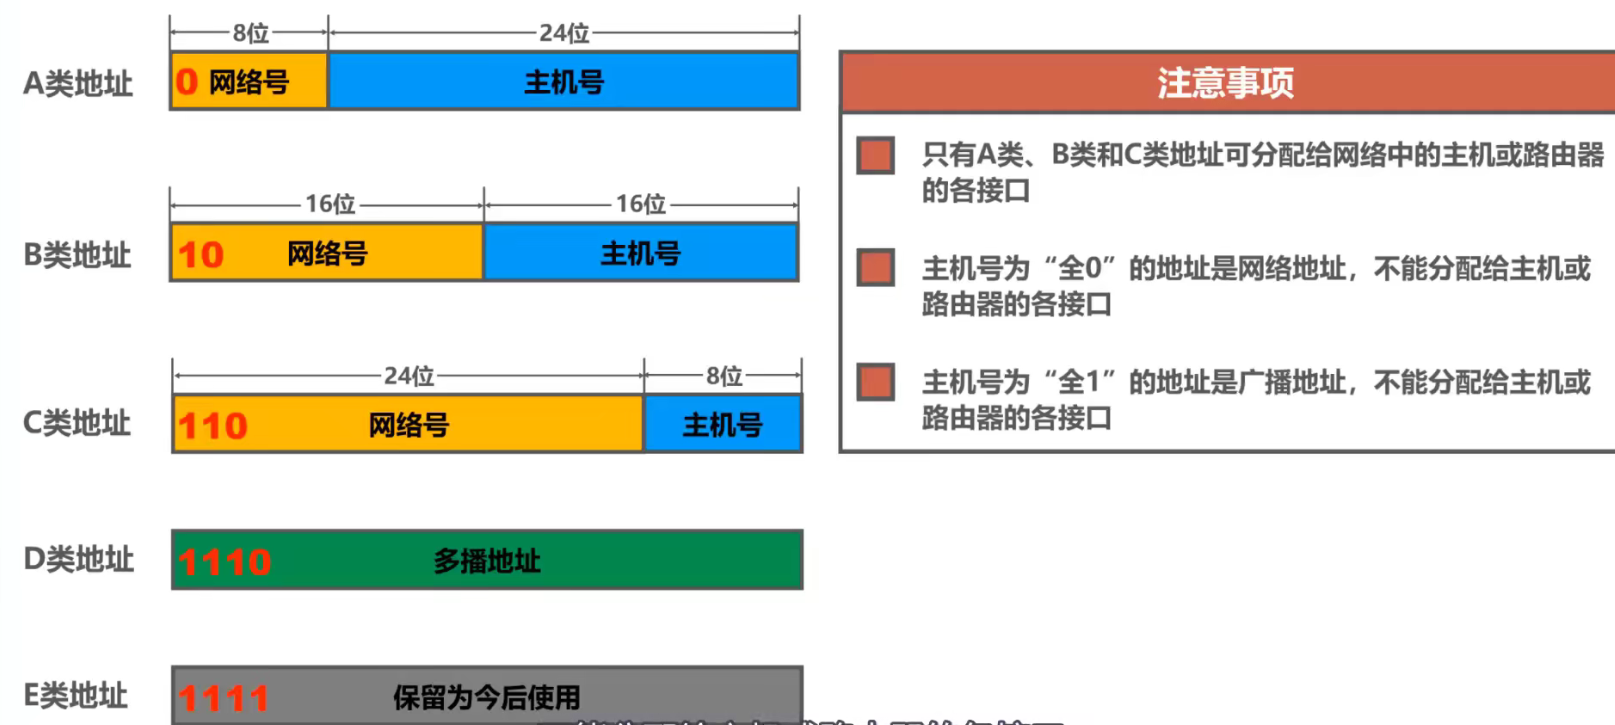 8位 24位
A类地址 0 网络号 主机号
16位 16位
B类地址 10 网络号 主机号
24位 8位
C类地址 110 网络号 主机号
D类地址 1110 多播地址
E类地址 1111 保留为今后使用
注意事项
只有A类、B类和C类地址可分配给网络中的主机或路由器
的各接口
主机号为“全0”的地址是网络地址，不能分配给主机或
路由器的各接口
主机号为“全1”的地址是广播地址，不能分配给主机或
路由器的各接口